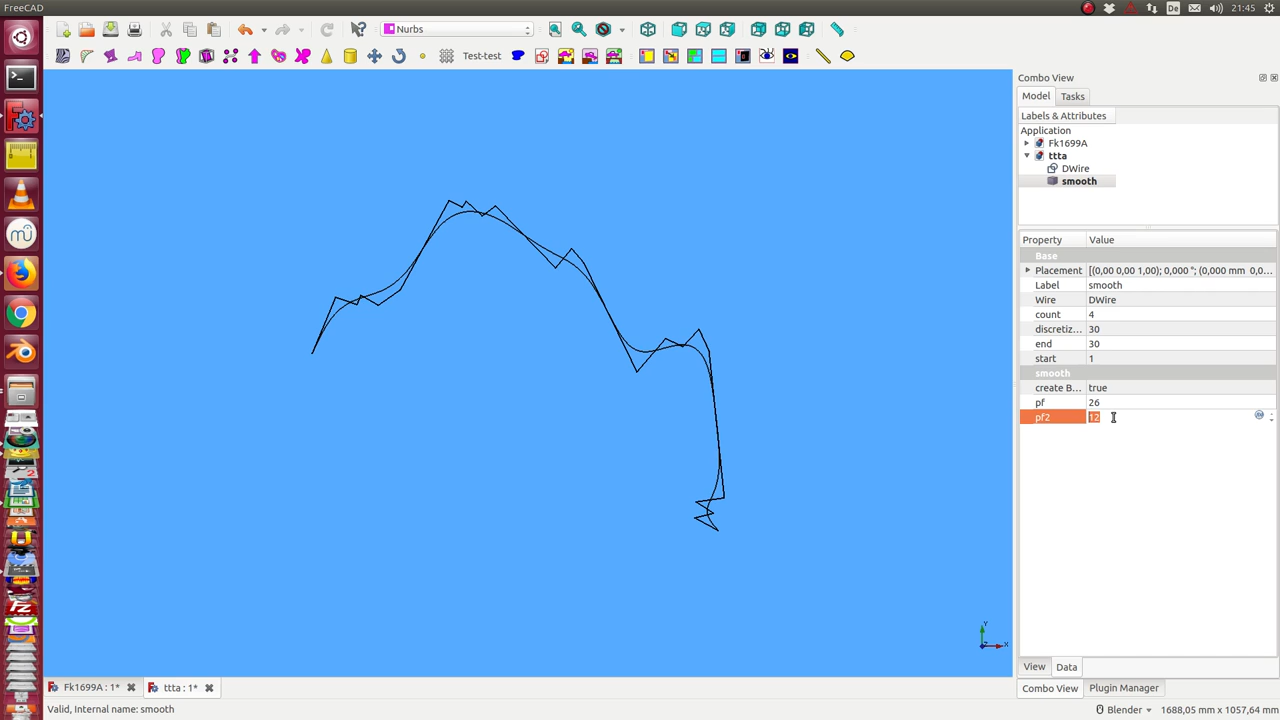 FreeCAD
De
21:45
Nurbs
Test-test
Combo View
Model
Tasks
Labels & Attributes
Application
Fk1699A
ttta
DWire
smooth
Property Value
Base
Placement [(0,00 0,00 1,00); 0,000 °; (0,000 mm 0,0...
Label smooth
Wire DWire
count 4
discretiz... 30
end 30
start 1
smooth
create B... true
pf 26
pf2 12
Y
X
View
Data
Fk1699A : 1*
ttta : 1*
Combo View
Plugin Manager
Valid, Internal name: smooth
Blender
1688,05 mm x 1057,64 mm